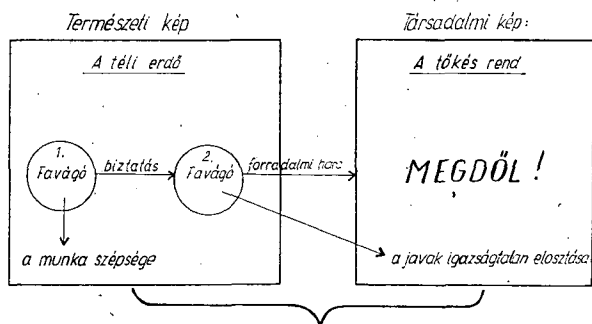 Természeti kép
Társadalmi kép:
A téli erdő
A tőkés rend
1.
Favágó
biztatás
2.
Favágó
forradalmi harc
MEGDŐL!
a munka szépsége
a javak igazságtalan elosztása